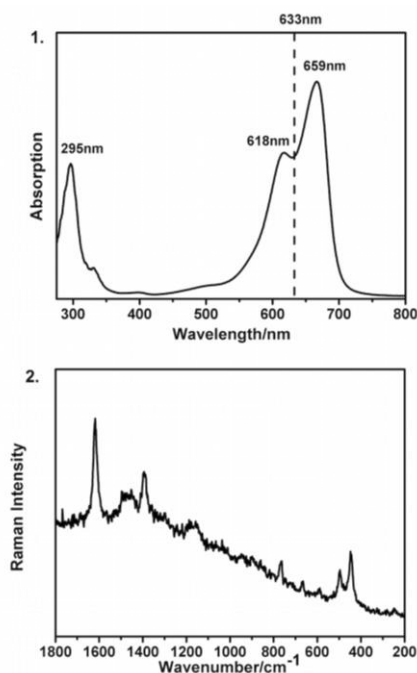 633nm
1.
659nm
618nm
295nm
Absorption
300 400 500 600 700 800
Wavelength/nm
2.
Raman Intensity
1800 1600 1400 1200 1000 800 600 400 200
Wavenumber/cm-1